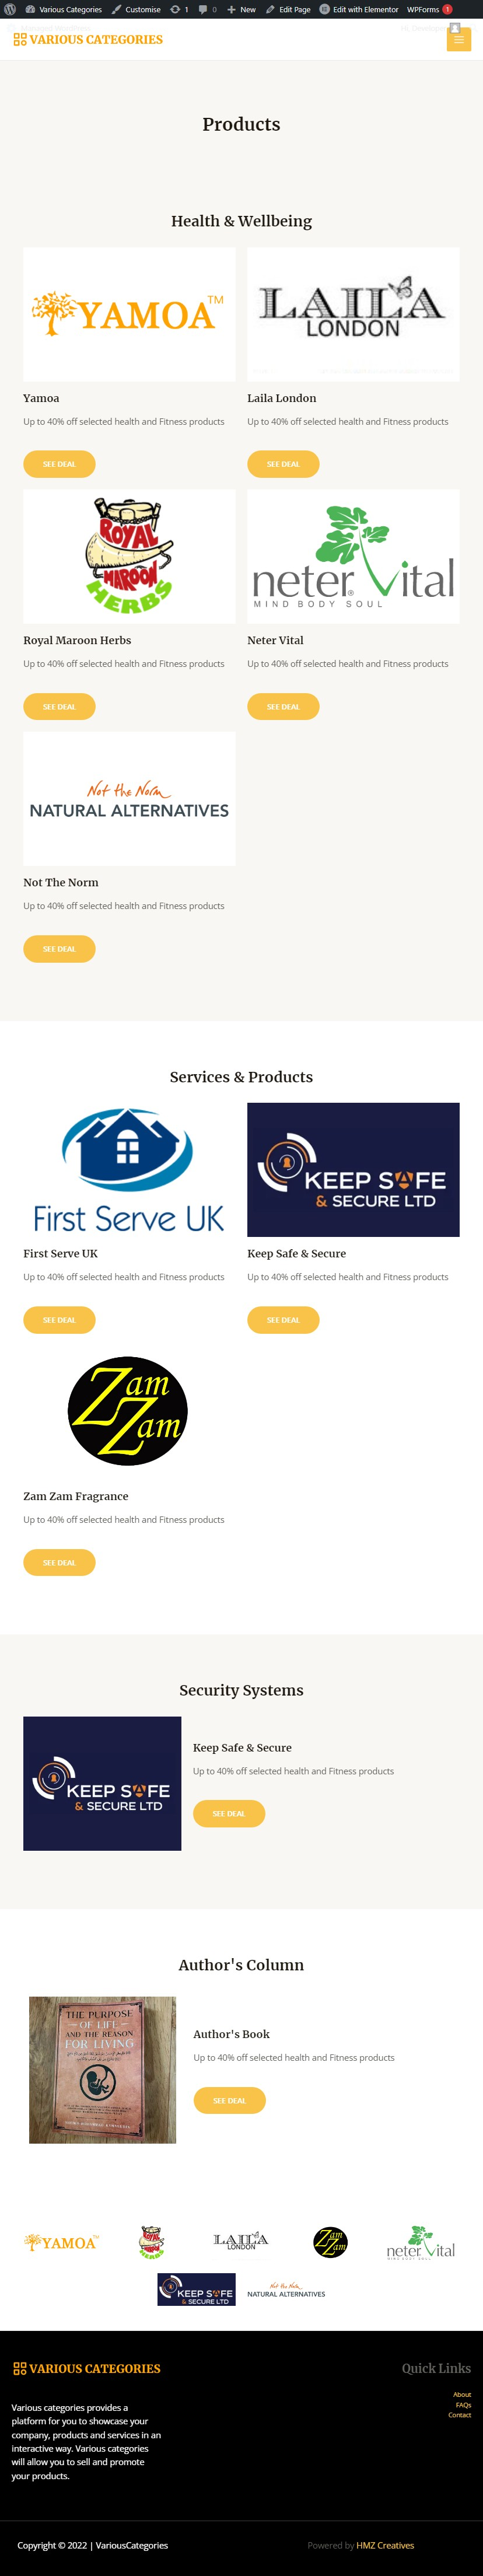 Various Categories 1 0 New Edit Page Edit with Elementor WPForms 1
VARIOUS CATEGORIES
Products
Health & Wellbeing
YAMOA™
LAILA
LONDON
Yamoa
Laila London
Up to 40% off selected health and Fitness products
Up to 40% off selected health and Fitness products
SEE DEAL
SEE DEAL
ROYAL
MAROON
HERBS
neter Vital®
MIND BODY SOUL
Royal Maroon Herbs
Neter Vital
Up to 40% off selected health and Fitness products
Up to 40% off selected health and Fitness products
SEE DEAL
SEE DEAL
Not the Norm
NATURAL ALTERNATIVES
Not The Norm
Up to 40% off selected health and Fitness products
SEE DEAL
Services & Products
First Serve UK
KEEP SAFE
& SECURE LTD
First Serve UK
Keep Safe & Secure
Up to 40% off selected health and Fitness products
Up to 40% off selected health and Fitness products
SEE DEAL
SEE DEAL
Zam
Zam
Zam Zam Fragrance
Up to 40% off selected health and Fitness products
SEE DEAL
Security Systems
KEEP SAFE
& SECURE LTD
Keep Safe & Secure
Up to 40% off selected health and Fitness products
SEE DEAL
Author's Column
THE PURPOSE
OF LIFE
AND THE REASON
FOR LIVING
Author's Book
Up to 40% off selected health and Fitness products
SEE DEAL
YAMOA™
ROYAL
MAROON
HERBS
LAILA
LONDON
Zam
Zam
neter Vital
MIND BODY SOUL
KEEP SAFE
& SECURE LTD
Not the Norm
NATURAL ALTERNATIVES
VARIOUS CATEGORIES
Quick Links
About
FAQs
Contact
Various categories provides a
platform for you to showcase your
company, products and services in an
interactive way. Various categories
will allow you to sell and promote
your products.
Copyright © 2022 | VariousCategories
Powered by HMZ Creatives